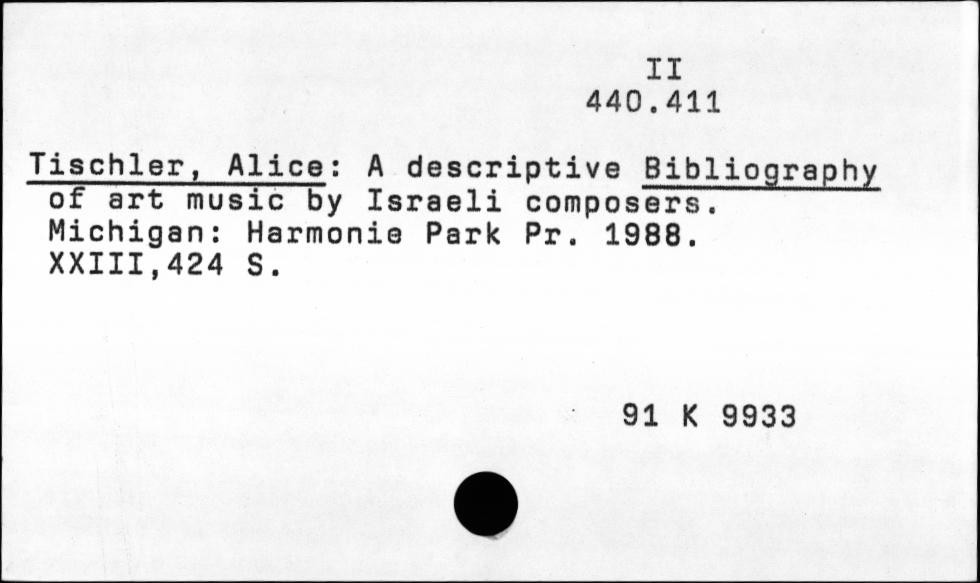 II
440.411
Tischler, Alice: A descriptive Bibliography
of art music by Israeli composers.
Michigan: Harmonie Park Pr. 1988.
XXIII,424 S.
91 K 9933